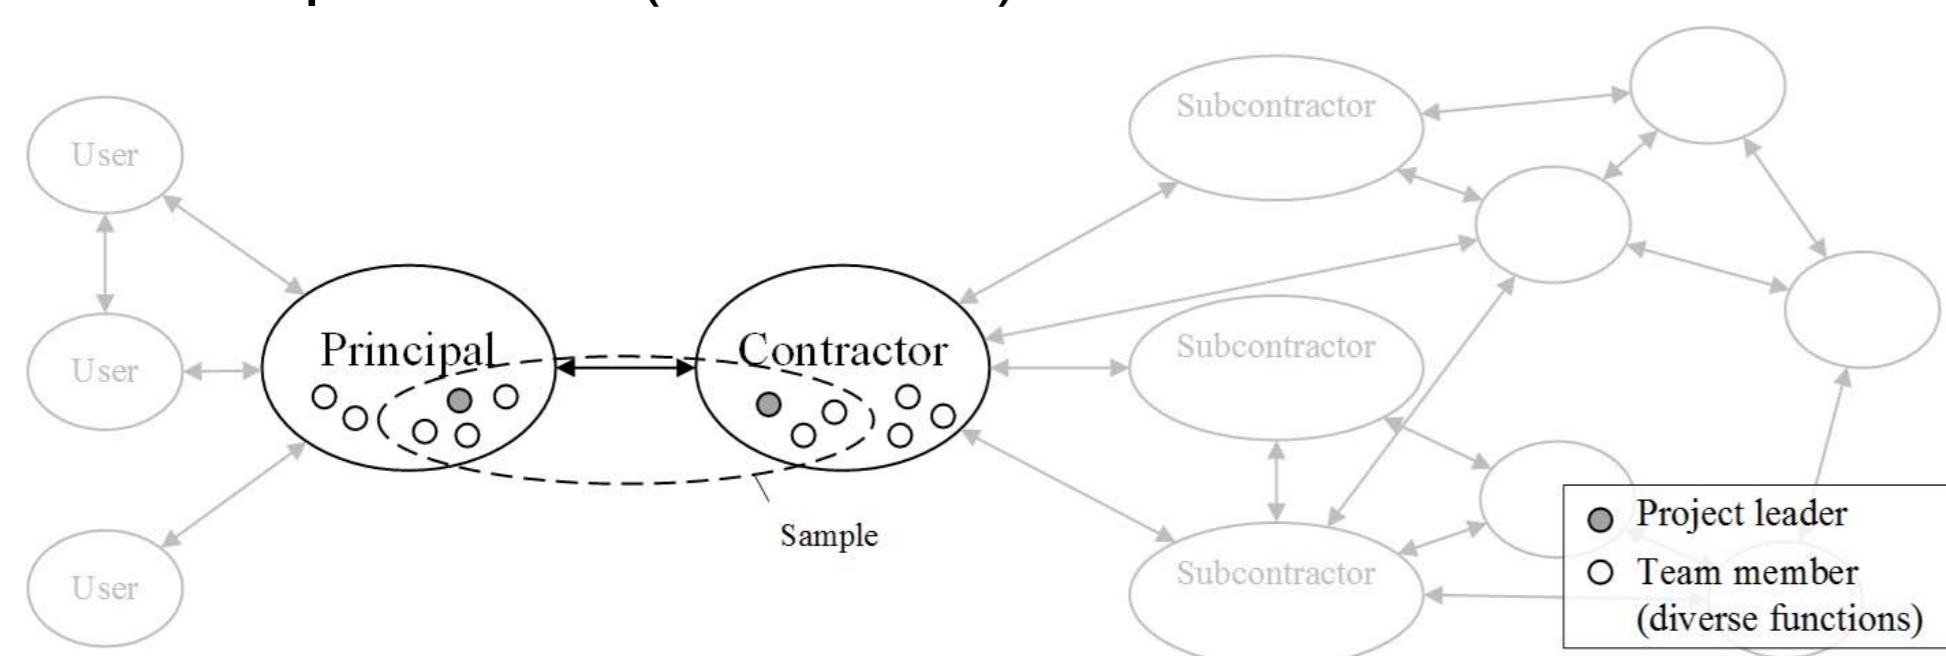 Subcontractor
User
Principal
Contractor
Subcontractor
User
Project leader
Sample
Team member
Subcontractor
User
(diverse functions)